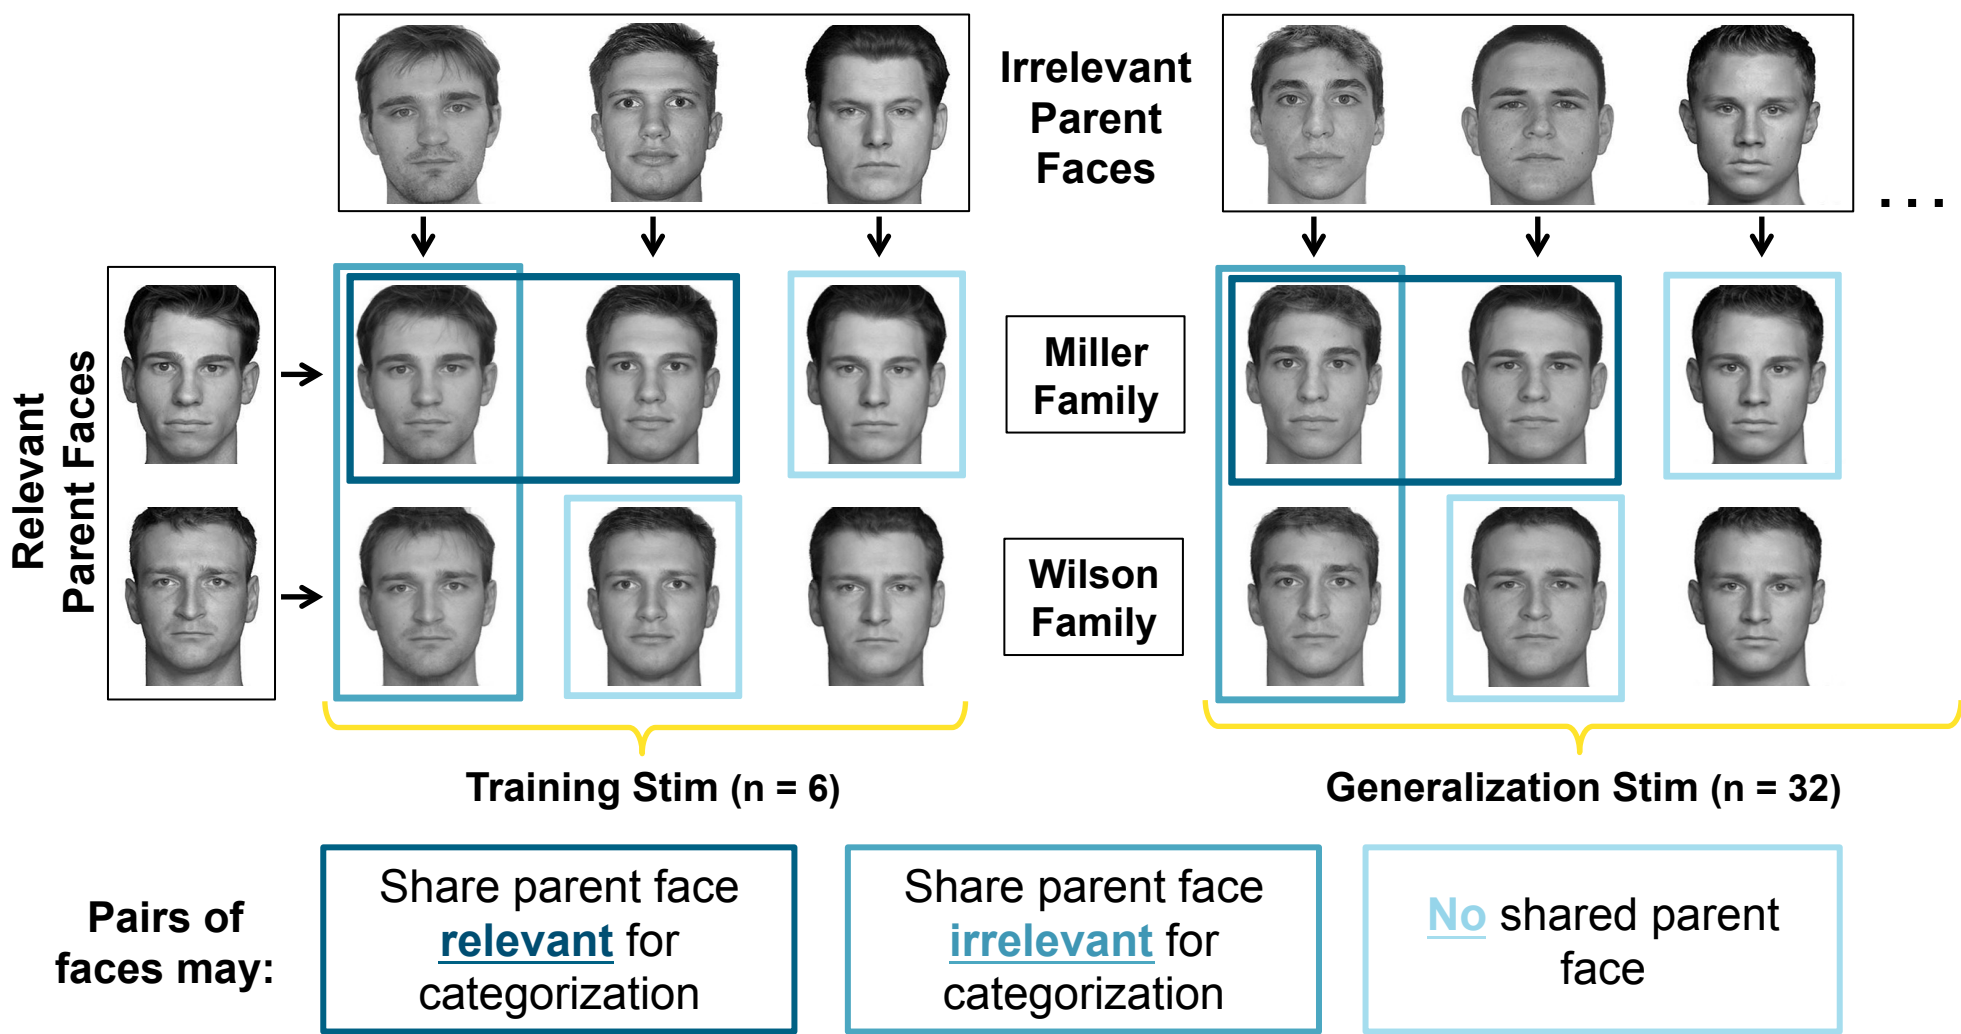 Irrelevant
Parent
Faces
. . .
Relevant
Parent Faces
Miller
Family
Wilson
Family
Training Stim (n = 6)
Generalization Stim (n = 32)
Pairs of
faces may:
Share parent face
relevant for
categorization
Share parent face
irrelevant for
categorization
No shared parent
face